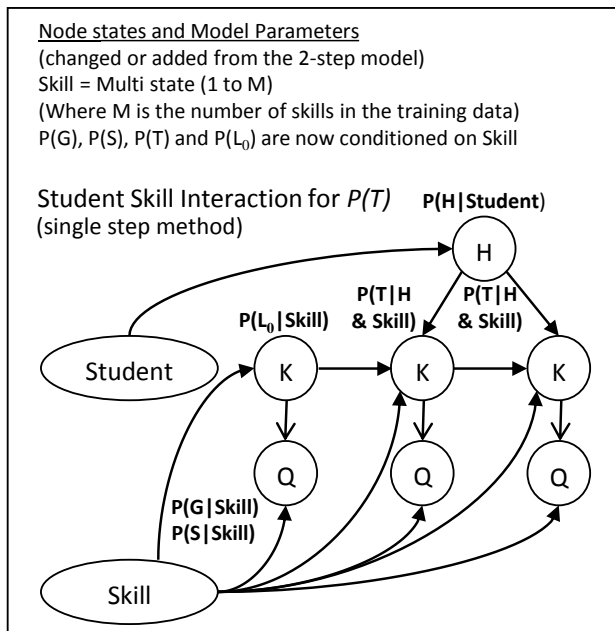 Node states and Model Parameters
(changed or added from the 2-step model)
Skill = Multi state (1 to M)
(Where M is the number of skills in the training data)
P(G), P(S), P(T) and P(L₀) are now conditioned on Skill
Student Skill Interaction for P(T)
(single step method)
P(H|Student)
H
P(T|H
& Skill)
P(T|H
& Skill)
P(L₀|Skill)
Student
K
K
K
Q
Q
Q
P(G|Skill)
P(S|Skill)
Skill